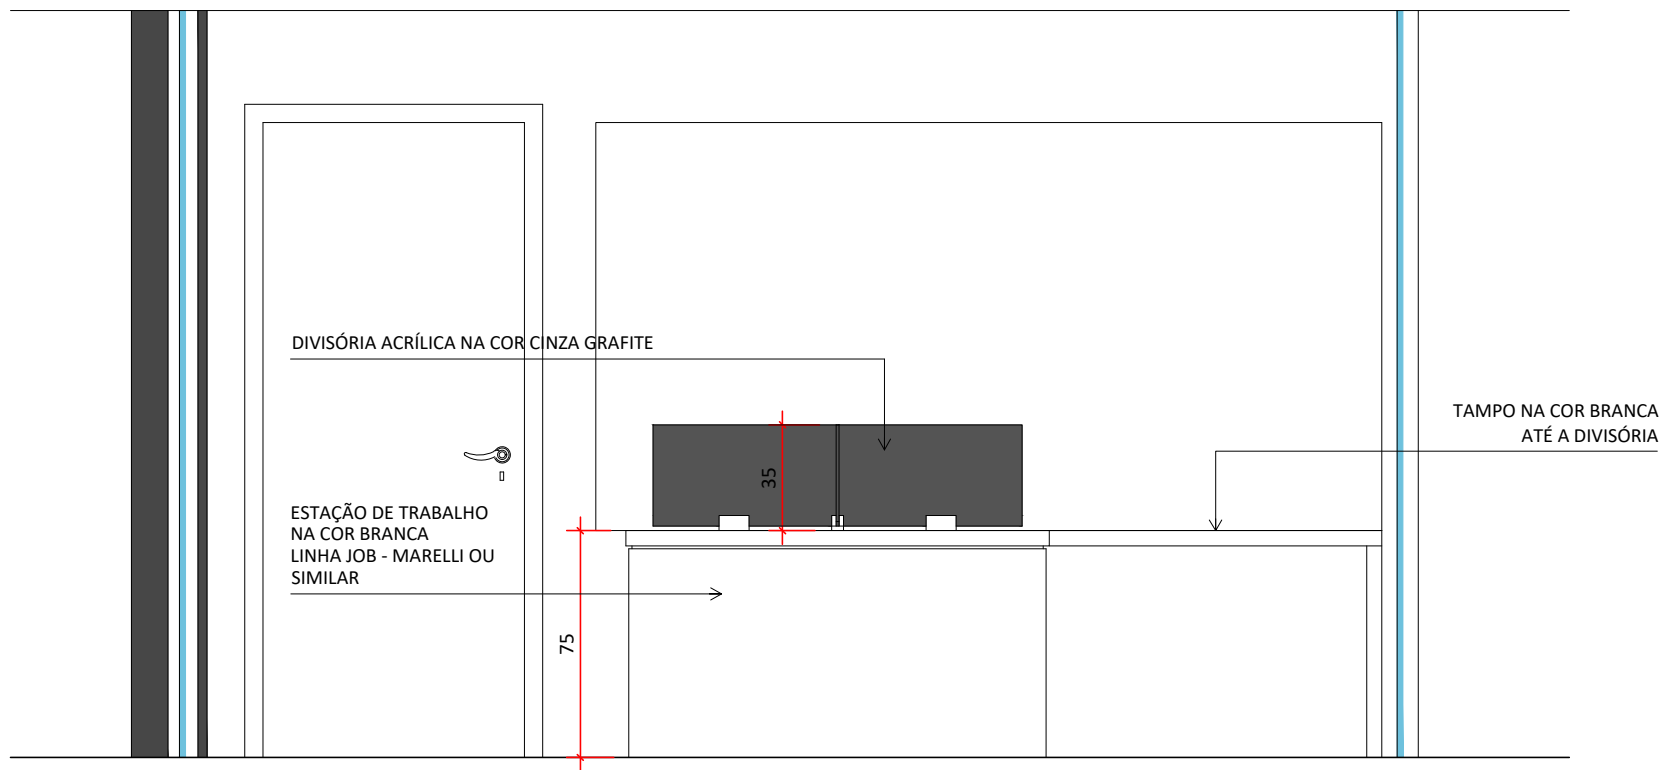 DIVISÓRIA ACRÍLICA NA COR CINZA GRAFITE
TAMPO NA COR BRANCA
ATÉ A DIVISÓRIA
35
ESTAÇÃO DE TRABALHO
NA COR BRANCA
LINHA JOB - MARELLI OU
SIMILAR
75